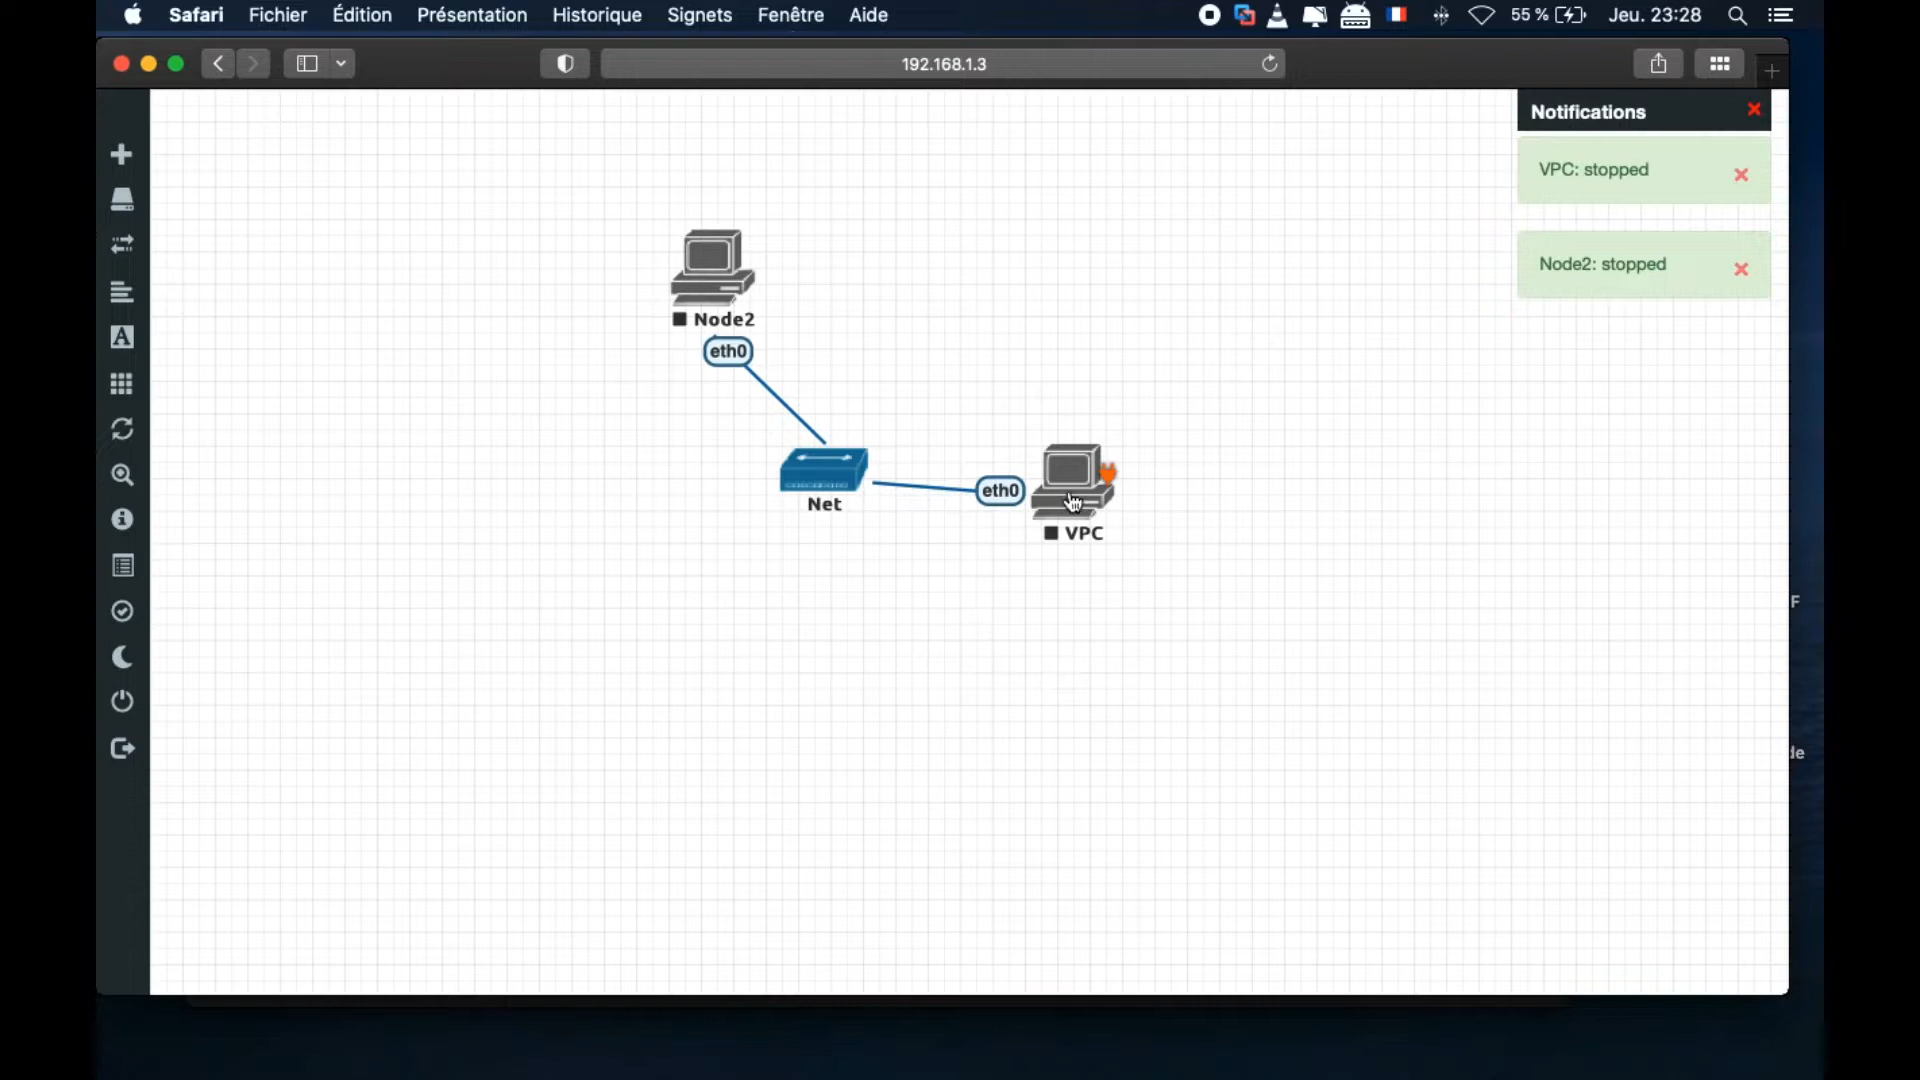 Safari Fichier Édition Présentation Historique Signets Fenêtre Aide 55 % Jeu. 23:28
192.168.1.3
Notifications
VPC: stopped
Node2: stopped
Node2
eth0
Net
eth0
VPC
A
F
de